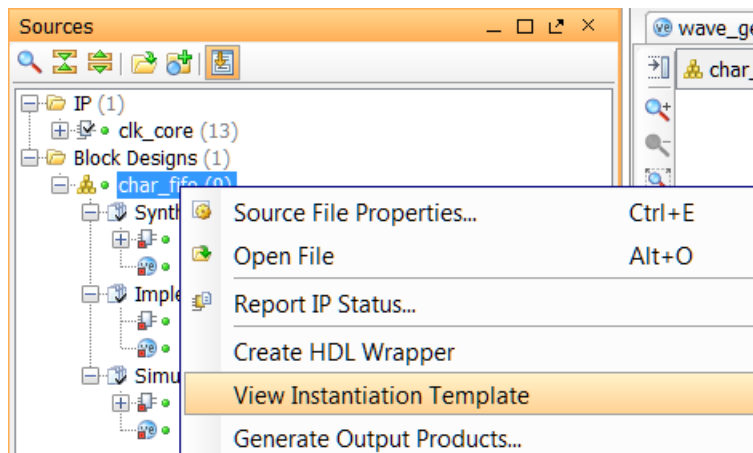 Sources
wave_ge
char_
IP (1)
clk_core (13)
Block Designs (1)
char_fifo (9)
Synth
Source File Properties... Ctrl+E
Open File Alt+O
Imple
Report IP Status...
Create HDL Wrapper
Simu
View Instantiation Template
Generate Output Products...